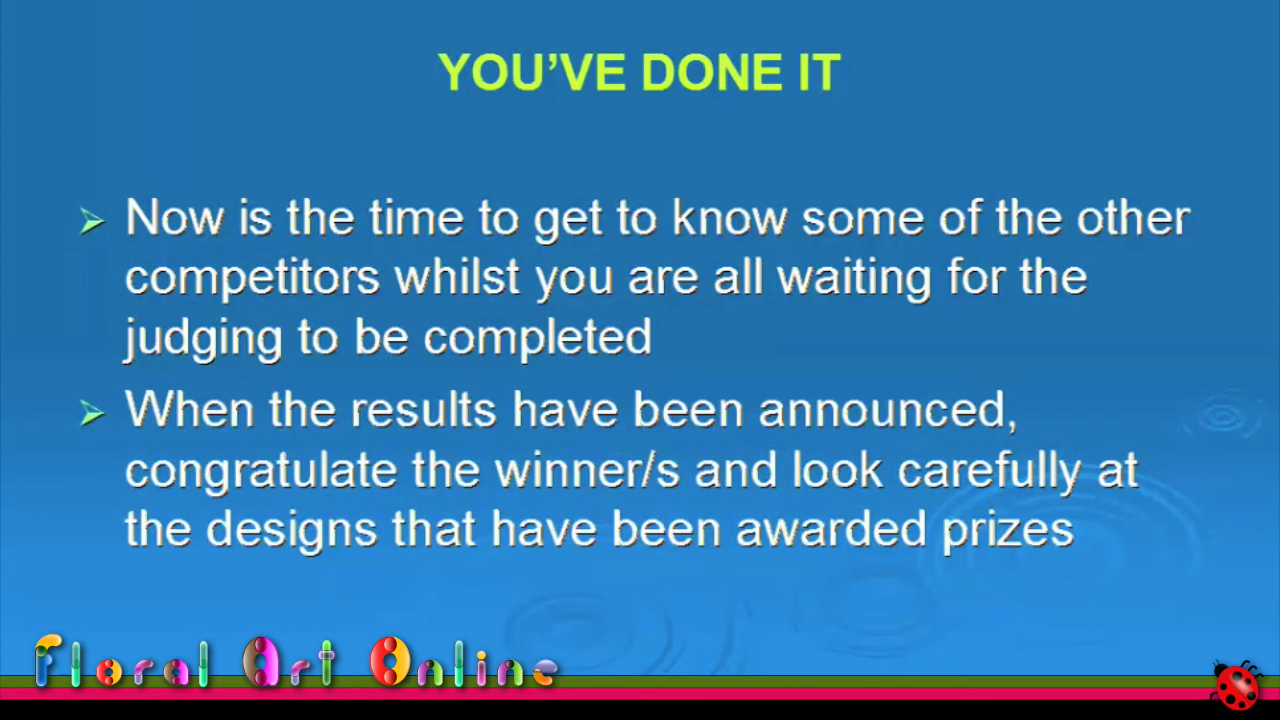 YOU’VE DONE IT
Now is the time to get to know some of the other
competitors whilst you are all waiting for the
judging to be completed
When the results have been announced,
congratulate the winner/s and look carefully at
the designs that have been awarded prizes
Floral Art Online